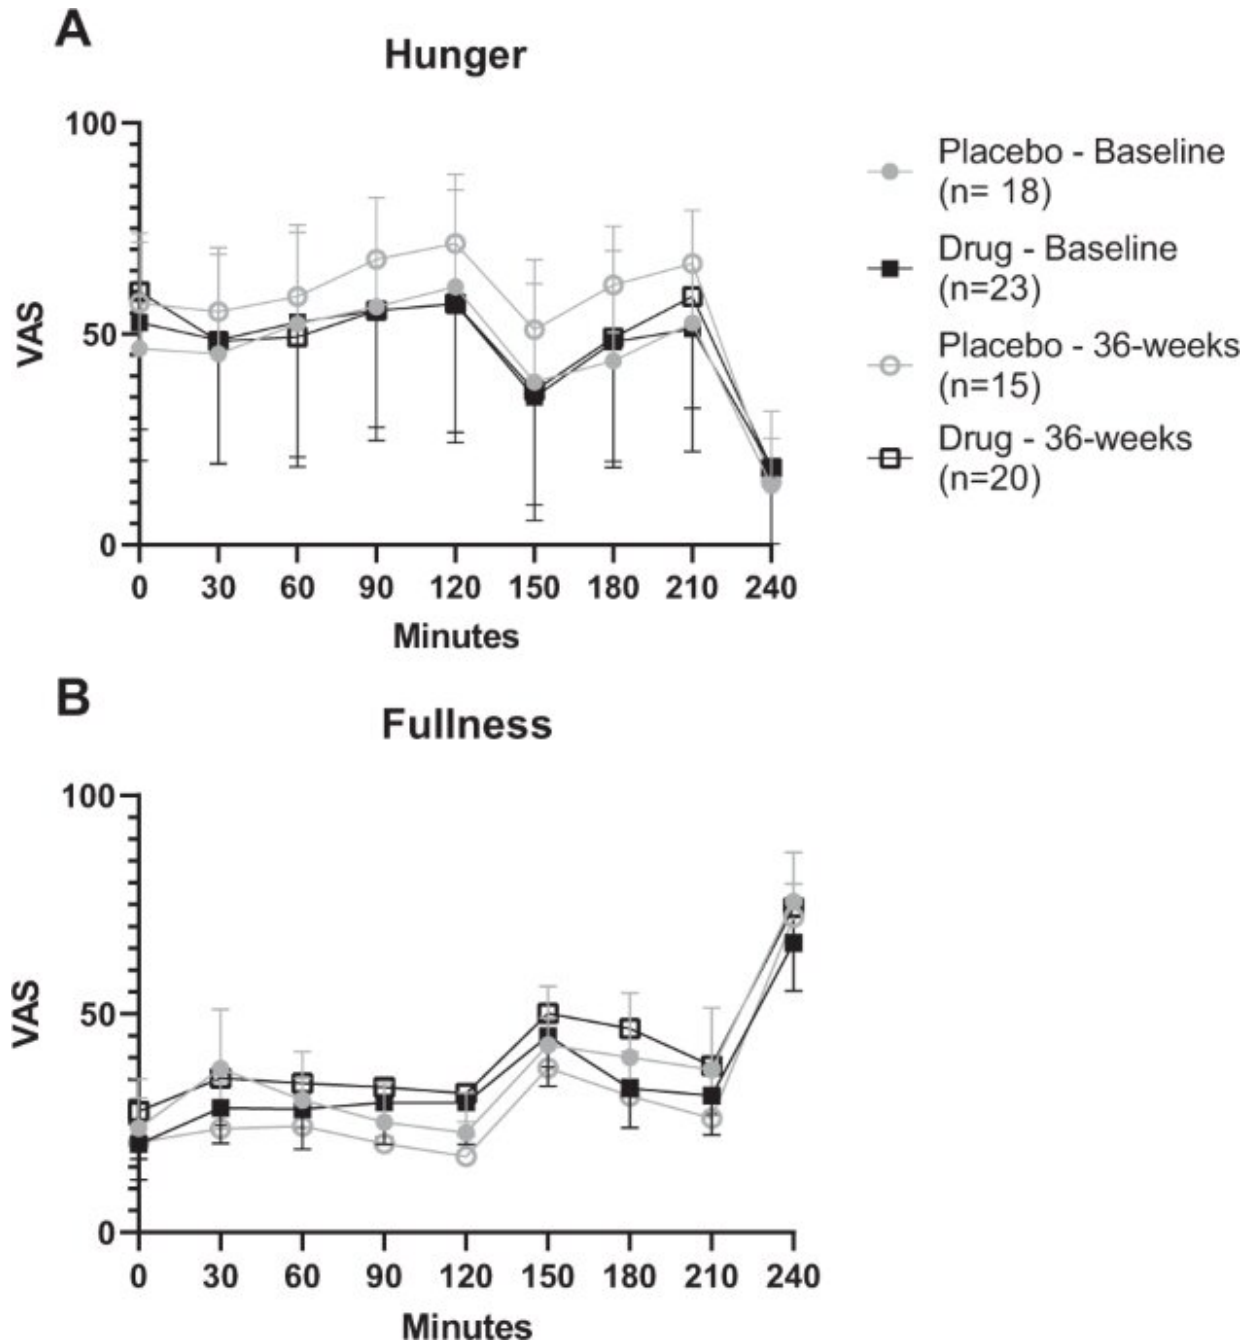 A
Hunger
100
50
0
VAS
0 30 60 90 120 150 180 210 240
Minutes
Placebo - Baseline
(n= 18)
Drug - Baseline
(n=23)
Placebo - 36-weeks
(n=15)
Drug - 36-weeks
(n=20)
B
Fullness
100
50
0
VAS
0 30 60 90 120 150 180 210 240
Minutes